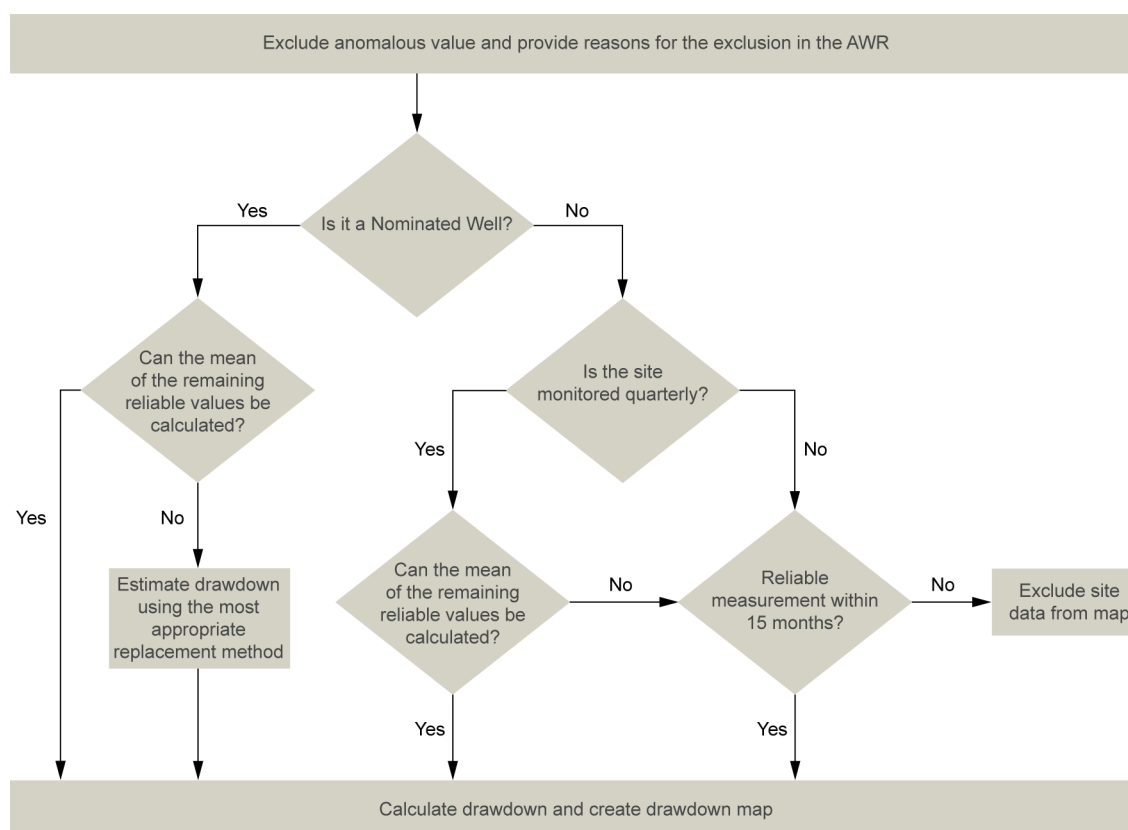 Exclude anomalous value and provide reasons for the exclusion in the AWR
Yes
Is it a Nominated Well?
No
Can the mean
of the remaining
reliable values be
calculated?
Is the site
monitored quarterly?
Yes
No
Yes
No
Estimate drawdown
using the most
appropriate
replacement method
Can the mean
of the remaining
reliable values be
calculated?
No
Reliable
measurement within
15 months?
No
Exclude site
data from map
Yes
Yes
Calculate drawdown and create drawdown map